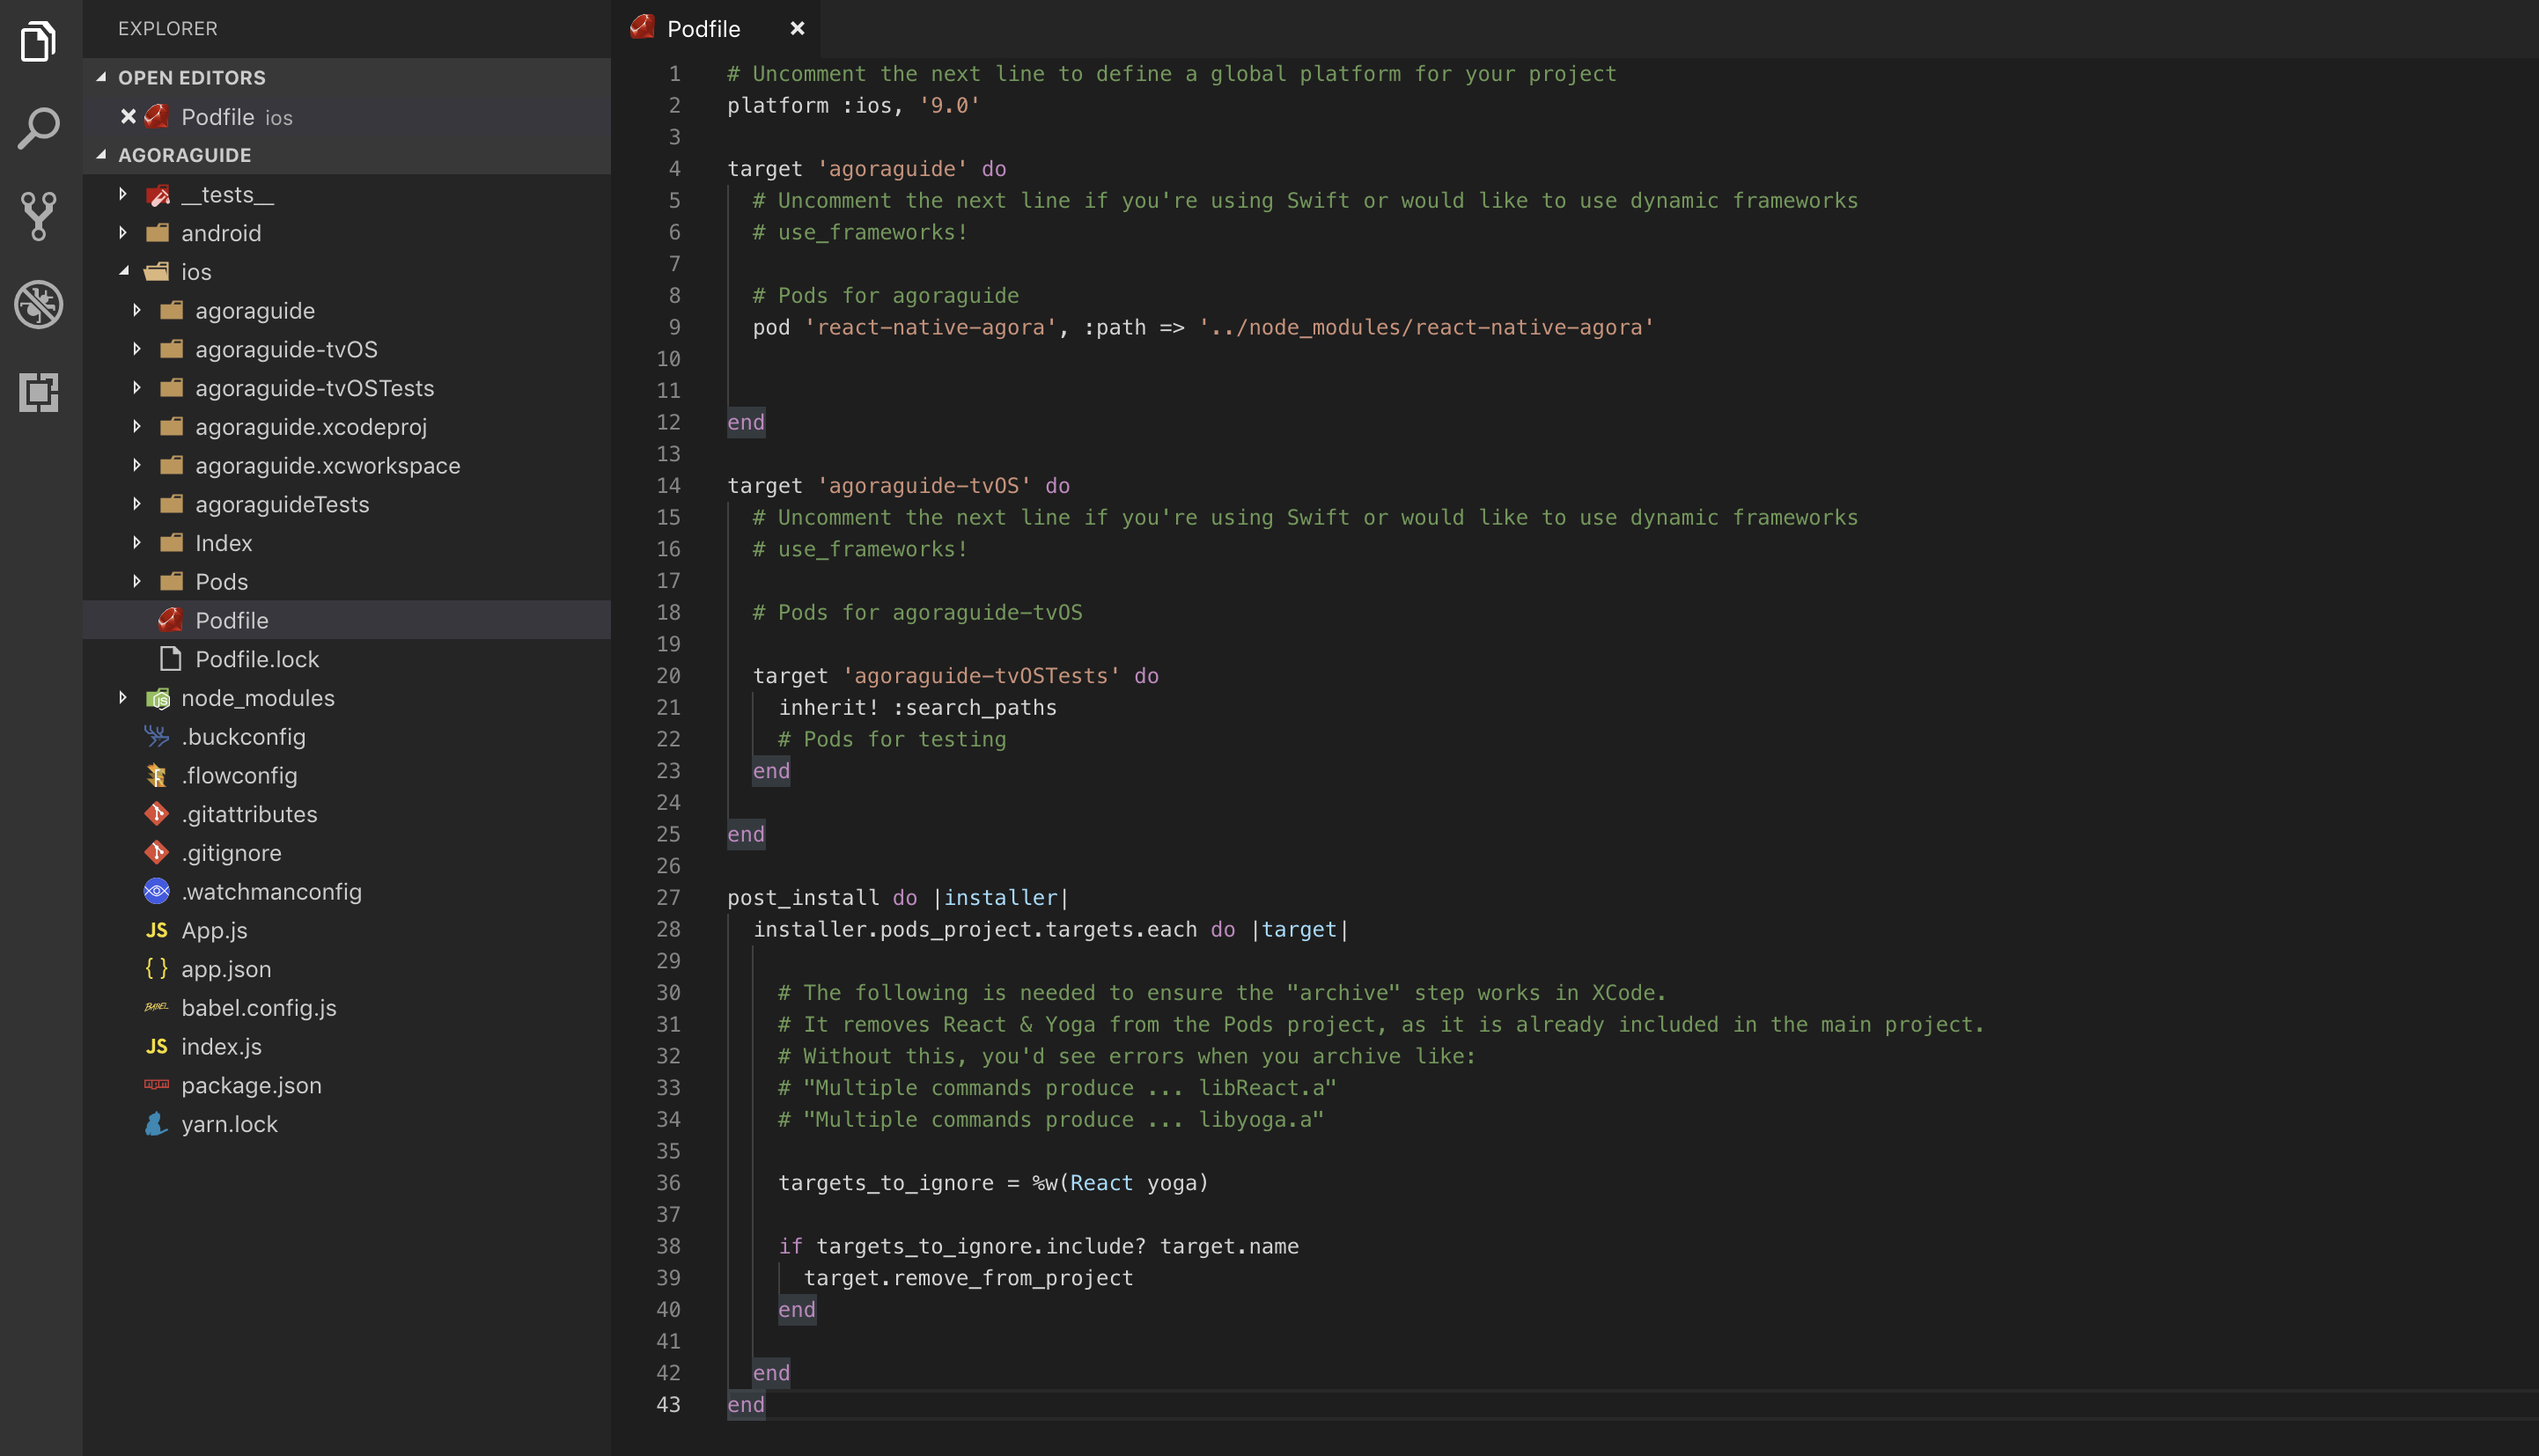 EXPLORER
OPEN EDITORS
Podfile ios
AGORAGUIDE
__tests__
android
ios
agoraguide
agoraguide-tvOS
agoraguide-tvOSTests
agoraguide.xcodeproj
agoraguide.xcworkspace
agoraguideTests
Index
Pods
Podfile
Podfile.lock
node_modules
.buckconfig
.flowconfig
.gitattributes
.gitignore
.watchmanconfig
JS App.js
{ } app.json
BABEL babel.config.js
JS index.js
package.json
yarn.lock
Podfile
1 # Uncomment the next line to define a global platform for your project
2 platform :ios, '9.0'
3
4 target 'agoraguide' do
5 # Uncomment the next line if you're using Swift or would like to use dynamic frameworks
6 # use_frameworks!
7
8 # Pods for agoraguide
9 pod 'react-native-agora', :path => '../node_modules/react-native-agora'
10
11
12 end
13
14 target 'agoraguide-tvOS' do
15 # Uncomment the next line if you're using Swift or would like to use dynamic frameworks
16 # use_frameworks!
17
18 # Pods for agoraguide-tvOS
19
20 target 'agoraguide-tvOSTests' do
21 inherit! :search_paths
22 # Pods for testing
23 end
24
25 end
26
27 post_install do |installer|
28 installer.pods_project.targets.each do |target|
29
30 # The following is needed to ensure the "archive" step works in XCode.
31 # It removes React & Yoga from the Pods project, as it is already included in the main project.
32 # Without this, you'd see errors when you archive like:
33 # "Multiple commands produce ... libReact.a"
34 # "Multiple commands produce ... libyoga.a"
35
36 targets_to_ignore = %w(React yoga)
37
38 if targets_to_ignore.include? target.name
39 target.remove_from_project
40 end
41
42 end
43 end